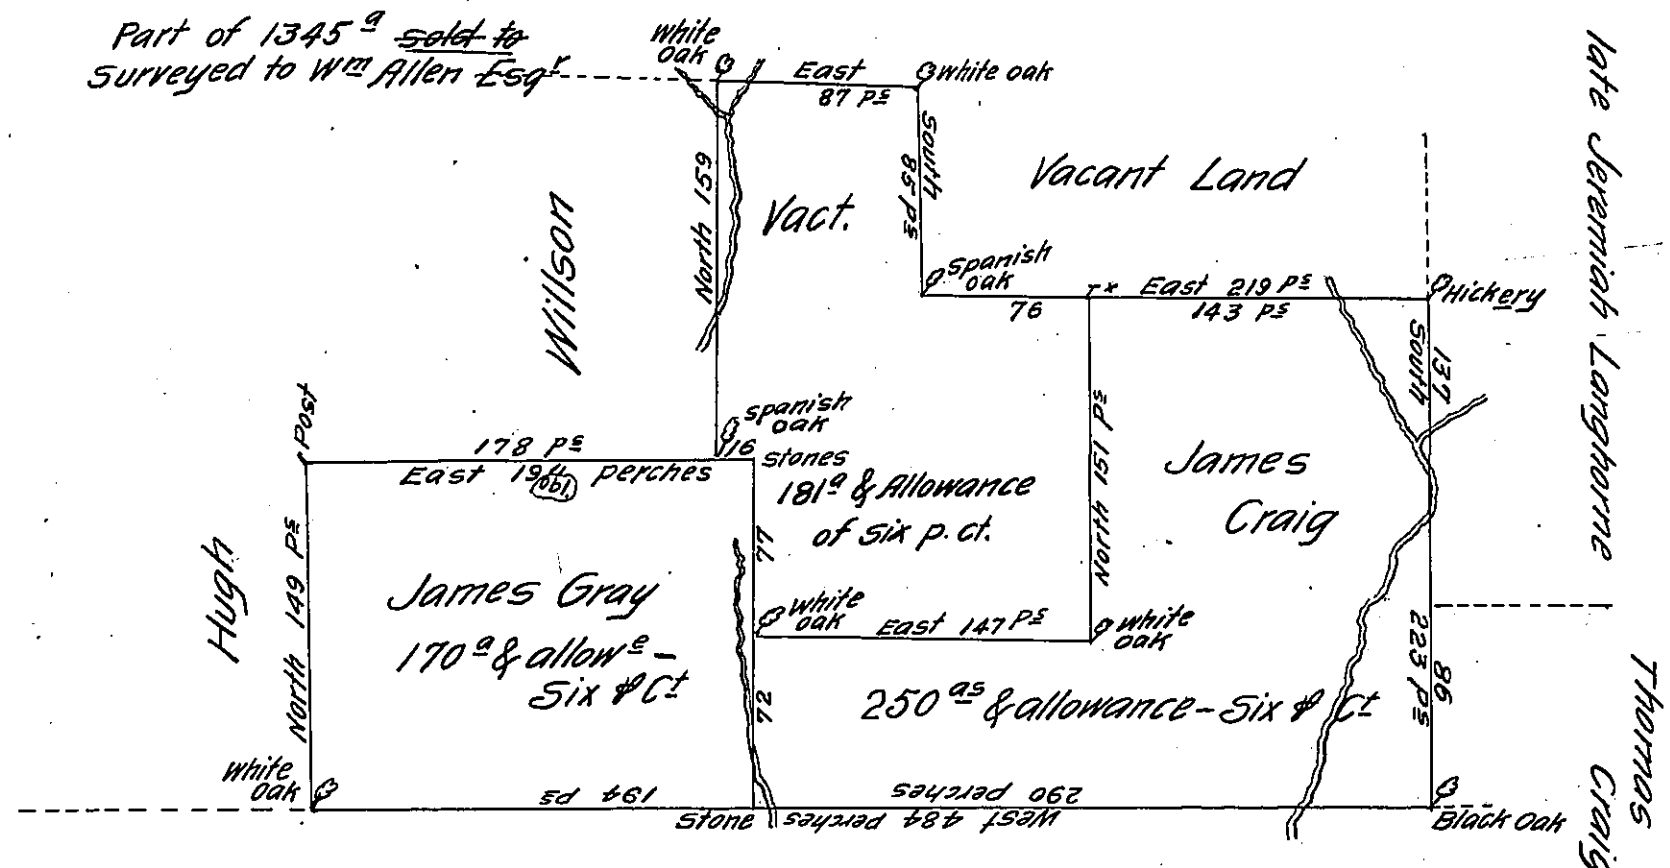 Part of 1345ª sold to
Surveyed to Wᵐ Allen Esqʳ
white
oak
East
87 Pˢ
white oak
South
85 Pˢ
Vacant Land
late Jeremiah Langhorne
North 159
Vact.
Willson
spanish
oak
76
East 219 Pˢ
143 Pˢ
Hickery
South
137
Post
178 Pˢ
spanish
oak
16
East 194 perches
stones
181ª & Allowance
of six p. ct.
North 151 Pˢ
James
Craig
Hugh
North 149 Pˢ
77
James Gray
170ª & allowᵉ -
Six ⅌ Cᵗ
white
oak
East 147 Pˢ
white
oak
72
250ᵃˢ & allowance - Six ⅌ Cᵗ
223 Pˢ
86
Thomas
Craig
White
oak
194 Ps
290 perches
West 484 perches
Stone
Black Oak